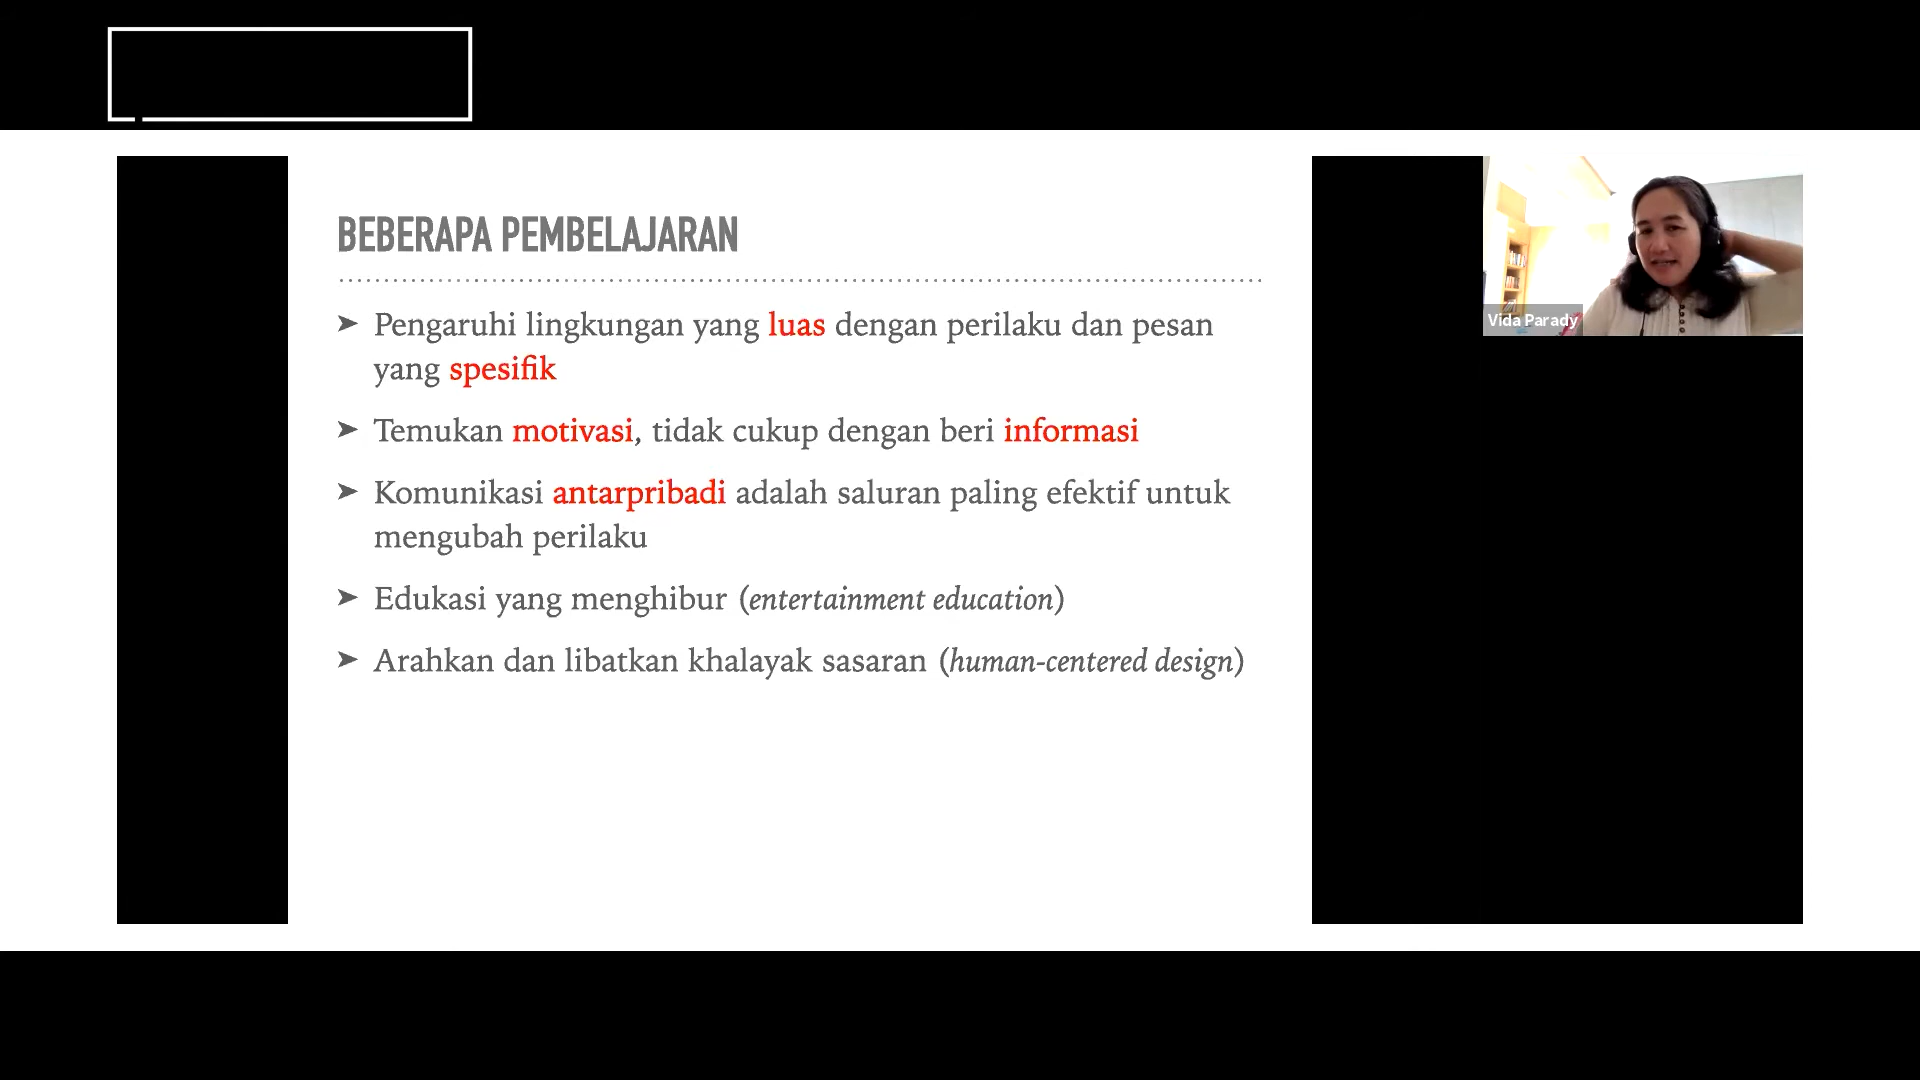 BEBERAPA PEMBELAJARAN
➤ Pengaruhi lingkungan yang luas dengan perilaku dan pesan
yang spesifik
➤ Temukan motivasi, tidak cukup dengan beri informasi
➤ Komunikasi antarpribadi adalah saluran paling efektif untuk
mengubah perilaku
➤ Edukasi yang menghibur (entertainment education)
➤ Arahkan dan libatkan khalayak sasaran (human-centered design)
Vida Parady